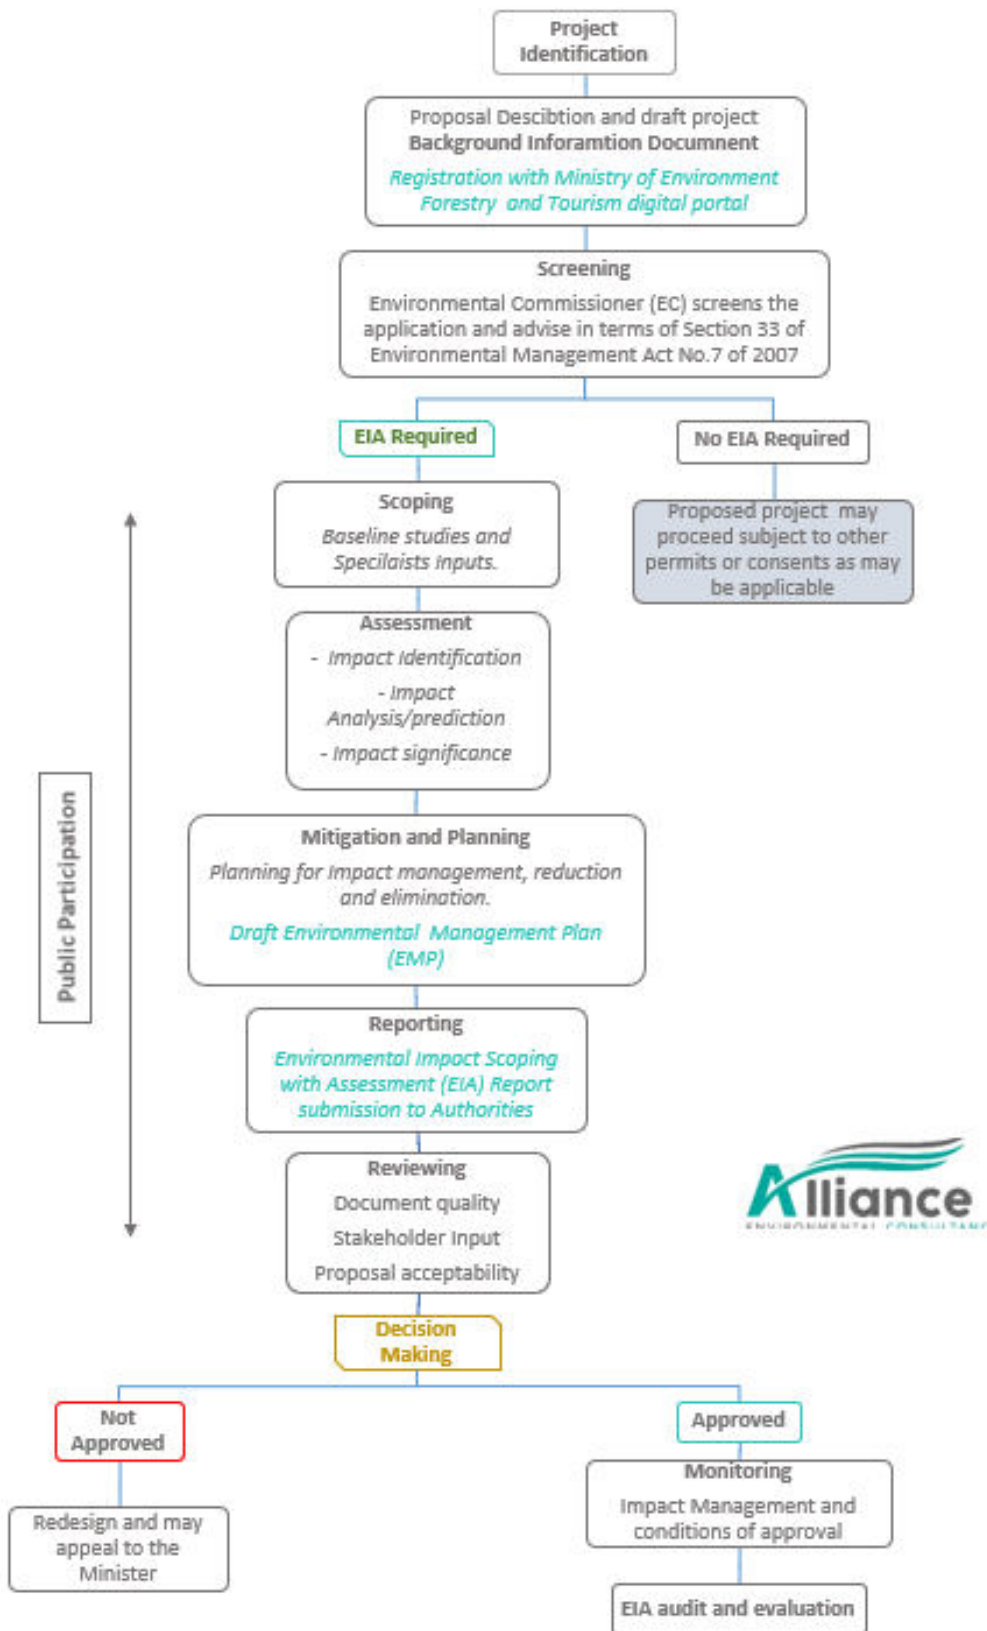 Project
Identification
Proposal Descibtion and draft project
Background Inforamtion Documnent
Registration with Ministry of Environment
Forestry and Tourism digital portal
Screening
Environmental Commissioner (EC) screens the
application and advise in terms of Section 33 of
Environmental Management Act No.7 of 2007
EIA Required
No EIA Required
Scoping
Baseline studies and
Specilaists inputs.
Proposed project may
proceed subject to other
permits or consents as may
be applicable
Assessment
- Impact Identification
- Impact
Analysis/prediction
- Impact significance
Public Participation
Mitigation and Planning
Planning for Impact management, reduction
and elimination.
Draft Environmental Management Plan
(EMP)
Reporting
Environmental Impact Scoping
with Assessment (EIA) Report
submission to Authorities
Reviewing
Document quality
Stakeholder Input
Proposal acceptability
Alliance
ENVIRONMENTAL CONSULTANC
Decision
Making
Not
Approved
Approved
Redesign and may
appeal to the
Minister
Monitoring
Impact Management and
conditions of approval
EIA audit and evaluation